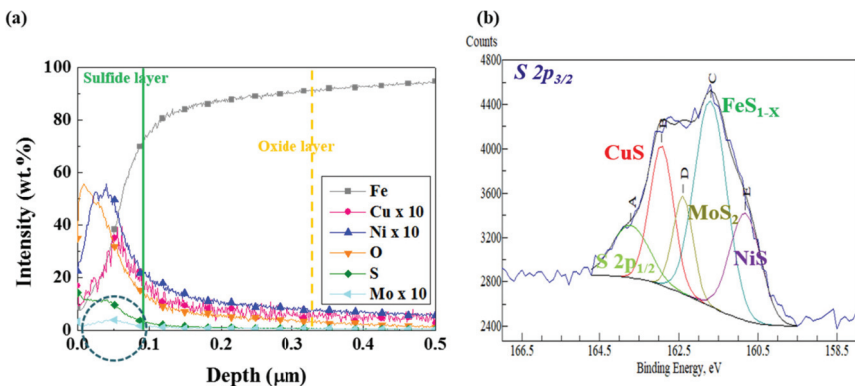 (a)
Intensity (wt.%)
100
80
60
40
20
0
Sulfide layer
Oxide layer
Fe
Cu x 10
Ni x 10
O
S
Mo x 10
0.0
0.1
0.2
0.3
0.4
0.5
Depth (μm)
(b)
Counts
S 2p3/2
4800
4400
4000
3600
3200
2800
2400
A
B
C
D
E
FeS1-X
CuS
MoS2
NiS
S 2p1/2
166.5
164.5
162.5
160.5
158.5
Binding Energy, eV